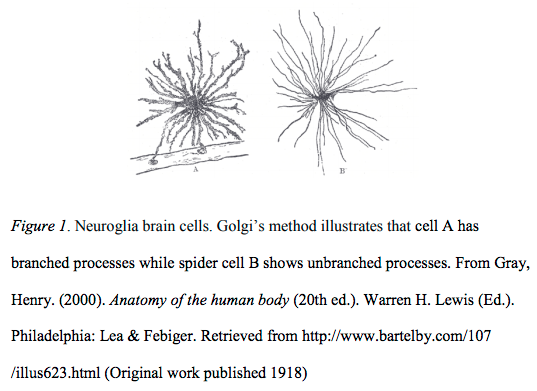 A B
Figure 1. Neuroglia brain cells. Golgi’s method illustrates that cell A has
branched processes while spider cell B shows unbranched processes. From Gray,
Henry. (2000). Anatomy of the human body (20th ed.). Warren H. Lewis (Ed.).
Philadelphia: Lea & Febiger. Retrieved from http://www.bartelby.com/107
/illus623.html (Original work published 1918)